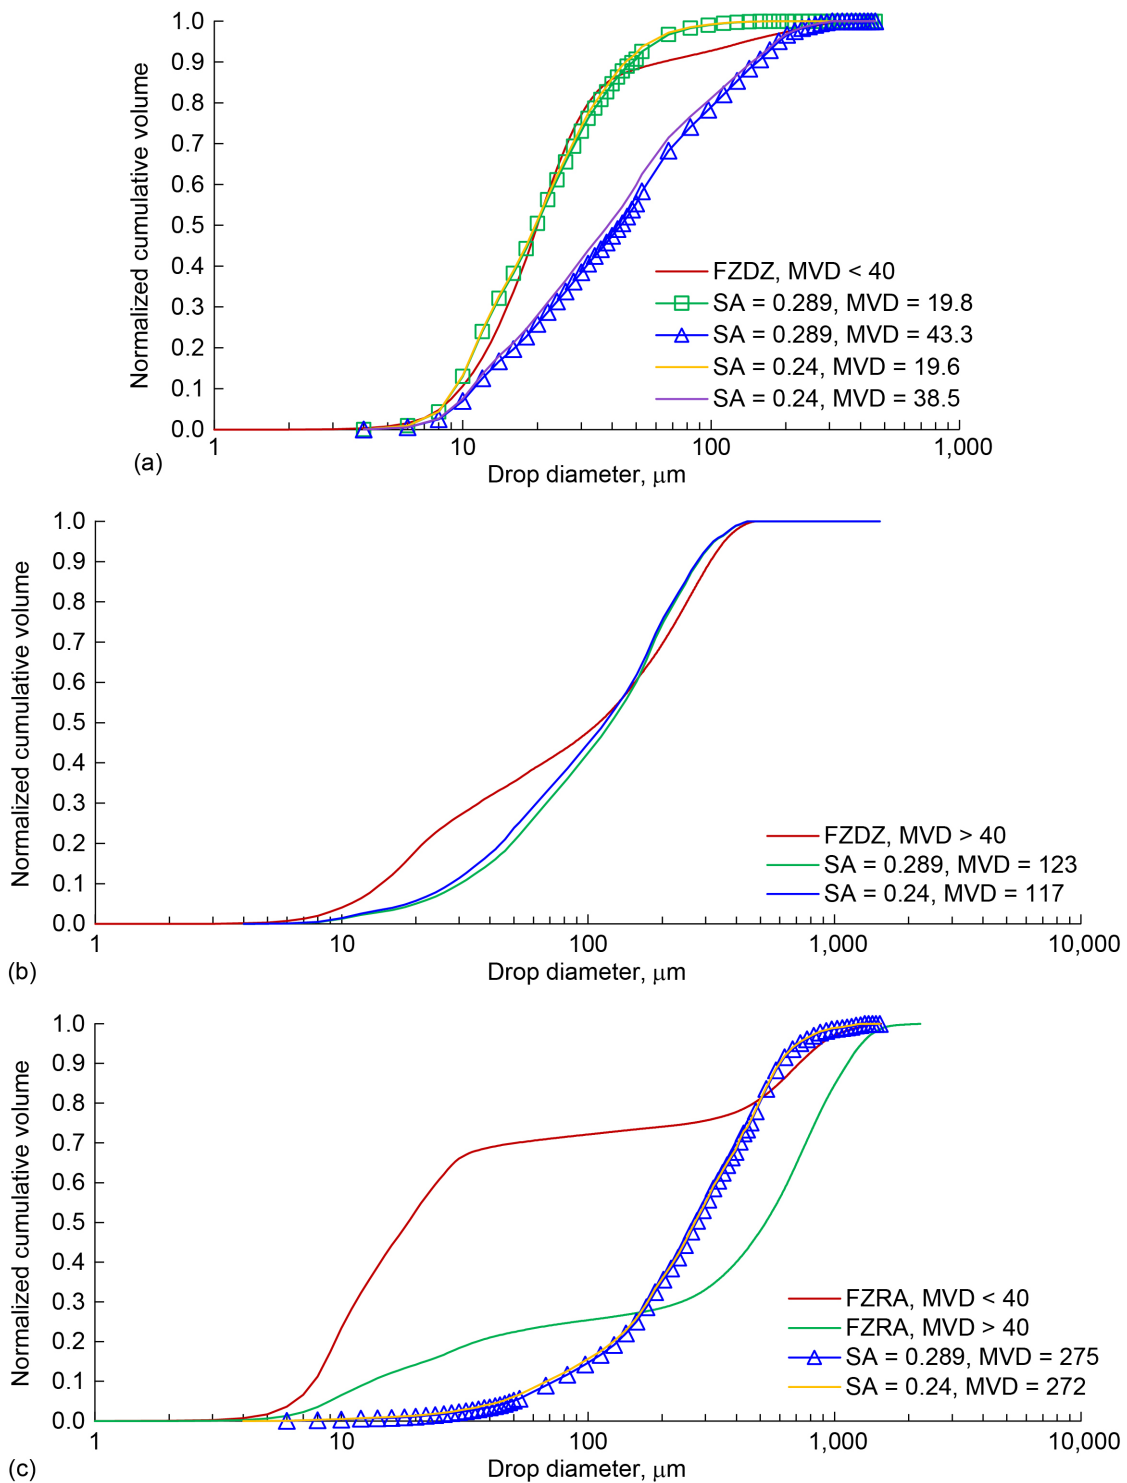 1.0
0.9
0.8
0.7
0.6
0.5
0.4
0.3
0.2
0.1
0.0
Normalized cumulative volume
FZDZ, MVD < 40
SA = 0.289, MVD = 19.8
SA = 0.289, MVD = 43.3
SA = 0.24, MVD = 19.6
SA = 0.24, MVD = 38.5
1 10 100 1,000
(a)
Drop diameter, μm
1.0
0.9
0.8
0.7
0.6
0.5
0.4
0.3
0.2
0.1
0.0
Normalized cumulative volume
FZDZ, MVD > 40
SA = 0.289, MVD = 123
SA = 0.24, MVD = 117
1 10 100 1,000 10,000
(b)
Drop diameter, μm
1.0
0.9
0.8
0.7
0.6
0.5
0.4
0.3
0.2
0.1
0.0
Normalized cumulative volume
FZRA, MVD < 40
FZRA, MVD > 40
SA = 0.289, MVD = 275
SA = 0.24, MVD = 272
1 10 100 1,000 10,000
(c)
Drop diameter, μm